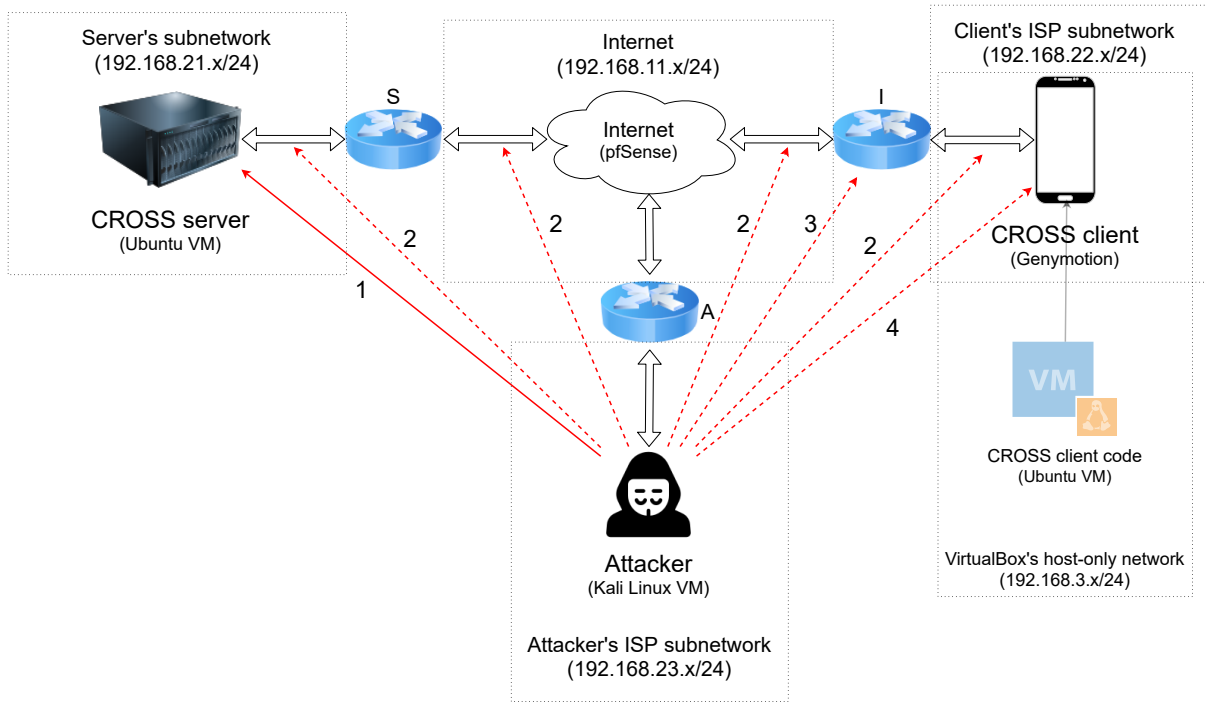 Server's subnetwork
(192.168.21.x/24)
Internet
(192.168.11.x/24)
Client's ISP subnetwork
(192.168.22.x/24)
S
I
Internet
(pfSense)
CROSS server
(Ubuntu VM)
CROSS client
(Genymotion)
2
2
2
3
2
1
4
A
VM
CROSS client code
(Ubuntu VM)
Attacker
(Kali Linux VM)
VirtualBox's host-only network
(192.168.3.x/24)
Attacker's ISP subnetwork
(192.168.23.x/24)